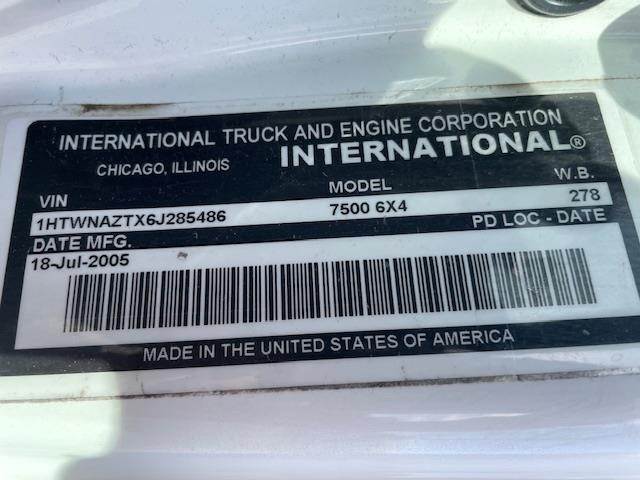 INTERNATIONAL TRUCK AND ENGINE CORPORATION
CHICAGO, ILLINOIS INTERNATIONAL®
VIN MODEL W.B.
1HTWNAZTX6J285486 7500 6X4 278
DATE MFG. PD LOC - DATE
18-Jul-2005
MADE IN THE UNITED STATES OF AMERICA